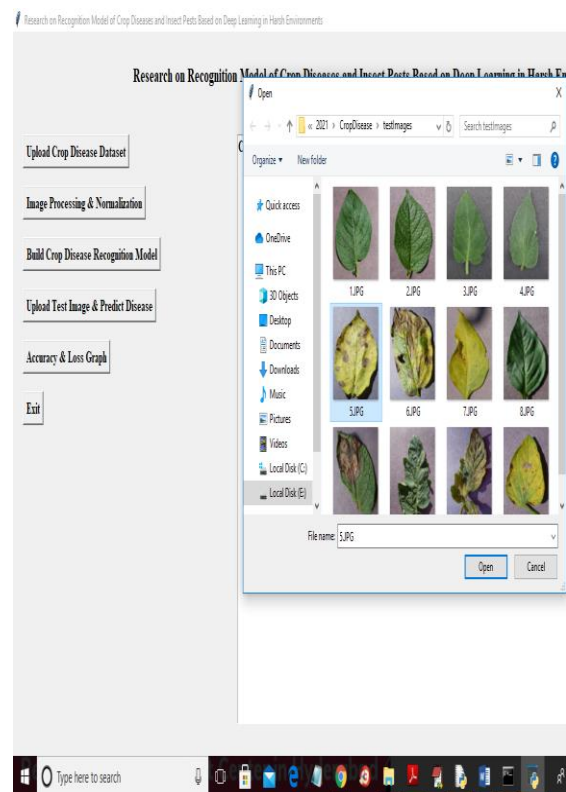 Research on Recognition Model of Crop Diseases and Insect Pests Based on Deep Learning in Harsh Environments
Research on Recognition Model of Crop Diseases and Insect Pests Based on Deep Learning in Harsh En
Upload Crop Disease Dataset
Image Processing & Normalization
Build Crop Disease Recognition Model
Upload Test Image & Predict Disease
Accuracy & Loss Graph
Exit
C
Open
« 2021 > CropDisease > testImages
Search testImages
Organize
New folder
Quick access
OneDrive
This PC
3D Objects
Desktop
Documents
Downloads
Music
Pictures
Videos
Local Disk (C:)
Local Disk (E:)
1.JPG 2.JPG 3.JPG 4.JPG
5.JPG 6.JPG 7.JPG 8.JPG
File name: 5.JPG
Open Cancel
Type here to search